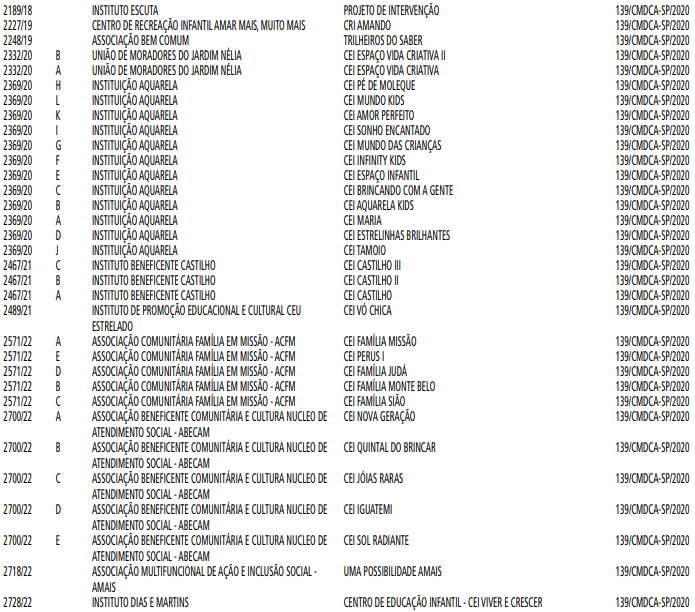 2189/18 INSTITUTO ESCUTA PROJETO DE INTERVENÇÃO 139/CMDCA-SP/2020
2227/19 CENTRO DE RECREAÇÃO INFANTIL AMAR MAIS, MUITO MAIS CRI AMANDO 139/CMDCA-SP/2020
2248/19 ASSOCIAÇÃO BEM COMUM TRILHEIROS DO SABER 139/CMDCA-SP/2020
2332/20 B UNIÃO DE MORADORES DO JARDIM NÉLIA CEI ESPAÇO VIDA CRIATIVA II 139/CMDCA-SP/2020
2332/20 A UNIÃO DE MORADORES DO JARDIM NÉLIA CEI ESPAÇO VIDA CRIATIVA 139/CMDCA-SP/2020
2369/20 H INSTITUIÇÃO AQUARELA CEI PÉ DE MOLEQUE 139/CMDCA-SP/2020
2369/20 L INSTITUIÇÃO AQUARELA CEI MUNDO KIDS 139/CMDCA-SP/2020
2369/20 K INSTITUIÇÃO AQUARELA CEI AMOR PERFEITO 139/CMDCA-SP/2020
2369/20 I INSTITUIÇÃO AQUARELA CEI SONHO ENCANTADO 139/CMDCA-SP/2020
2369/20 G INSTITUIÇÃO AQUARELA CEI MUNDO DAS CRIANÇAS 139/CMDCA-SP/2020
2369/20 F INSTITUIÇÃO AQUARELA CEI INFINITY KIDS 139/CMDCA-SP/2020
2369/20 E INSTITUIÇÃO AQUARELA CEI ESPAÇO INFANTIL 139/CMDCA-SP/2020
2369/20 C INSTITUIÇÃO AQUARELA CEI BRINCANDO COM A GENTE 139/CMDCA-SP/2020
2369/20 B INSTITUIÇÃO AQUARELA CEI AQUARELA KIDS 139/CMDCA-SP/2020
2369/20 A INSTITUIÇÃO AQUARELA CEI MARIA 139/CMDCA-SP/2020
2369/20 D INSTITUIÇÃO AQUARELA CEI ESTRELINHAS BRILHANTES 139/CMDCA-SP/2020
2369/20 J INSTITUIÇÃO AQUARELA CEI TAMOIO 139/CMDCA-SP/2020
2467/21 C INSTITUTO BENEFICENTE CASTILHO CEI CASTILHO III 139/CMDCA-SP/2020
2467/21 B INSTITUTO BENEFICENTE CASTILHO CEI CASTILHO II 139/CMDCA-SP/2020
2467/21 A INSTITUTO BENEFICENTE CASTILHO CEI CASTILHO 139/CMDCA-SP/2020
2489/21 INSTITUTO DE PROMOÇÃO EDUCACIONAL E CULTURAL CEU CEI VÓ CHICA 139/CMDCA-SP/2020
ESTRELADO
2571/22 A ASSOCIAÇÃO COMUNITÁRIA FAMÍLIA EM MISSÃO - ACFM CEI FAMÍLIA MISSÃO 139/CMDCA-SP/2020
2571/22 E ASSOCIAÇÃO COMUNITÁRIA FAMÍLIA EM MISSÃO - ACFM CEI PERUS I 139/CMDCA-SP/2020
2571/22 D ASSOCIAÇÃO COMUNITÁRIA FAMÍLIA EM MISSÃO - ACFM CEI FAMÍLIA JUDÁ 139/CMDCA-SP/2020
2571/22 B ASSOCIAÇÃO COMUNITÁRIA FAMÍLIA EM MISSÃO - ACFM CEI FAMÍLIA MONTE BELO 139/CMDCA-SP/2020
2571/22 C ASSOCIAÇÃO COMUNITÁRIA FAMÍLIA EM MISSÃO - ACFM CEI FAMÍLIA SIÃO 139/CMDCA-SP/2020
2700/22 A ASSOCIAÇÃO BENEFICENTE COMUNITÁRIA E CULTURA NUCLEO DE CEI NOVA GERAÇÃO 139/CMDCA-SP/2020
ATENDIMENTO SOCIAL - ABECAM
2700/22 B ASSOCIAÇÃO BENEFICENTE COMUNITÁRIA E CULTURA NUCLEO DE CEI QUINTAL DO BRINCAR 139/CMDCA-SP/2020
ATENDIMENTO SOCIAL - ABECAM
2700/22 C ASSOCIAÇÃO BENEFICENTE COMUNITÁRIA E CULTURA NUCLEO DE CEI JÓIAS RARAS 139/CMDCA-SP/2020
ATENDIMENTO SOCIAL - ABECAM
2700/22 D ASSOCIAÇÃO BENEFICENTE COMUNITÁRIA E CULTURA NUCLEO DE CEI IGUATEMI 139/CMDCA-SP/2020
ATENDIMENTO SOCIAL - ABECAM
2700/22 E ASSOCIAÇÃO BENEFICENTE COMUNITÁRIA E CULTURA NUCLEO DE CEI SOL RADIANTE 139/CMDCA-SP/2020
ATENDIMENTO SOCIAL - ABECAM
2718/22 ASSOCIAÇÃO MULTIFUNCIONAL DE AÇÃO E INCLUSÃO SOCIAL - UMA POSSIBILIDADE AMAIS 139/CMDCA-SP/2020
AMAIS
2728/22 INSTITUTO DIAS E MARTINS CENTRO DE EDUCAÇÃO INFANTIL - CEI VIVER E CRESCER 139/CMDCA-SP/2020